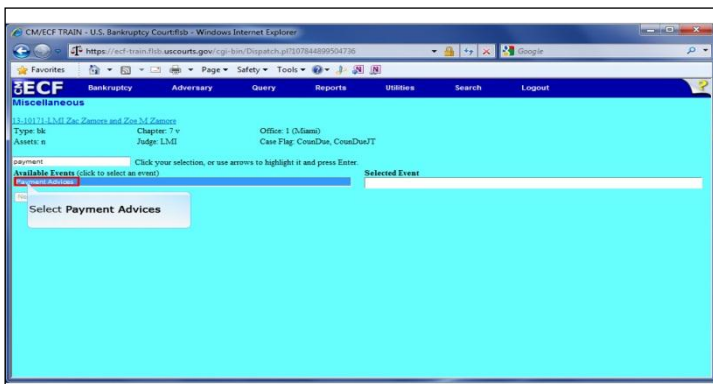 CM/ECF TRAIN - U.S. Bankruptcy Court:flsb - Windows Internet Explorer
https://ecf-train.flsb.uscourts.gov/cgi-bin/Dispatch.pl?107844899504736 Google
Favorites Page Safety Tools
ECF Bankruptcy Adversary Query Reports Utilities Search Logout ?
Miscellaneous
13-10171-LMI Zac Zamore and Zoe M Zamore
Type: bk Chapter: 7 v Office: 1 (Miami)
Assets: n Judge: LMI Case Flag: CounDue, CounDueJT
payment Click your selection, or use arrows to highlight it and press Enter.
Available Events (click to select an event) Selected Event
Payment Advices
Select Payment Advices